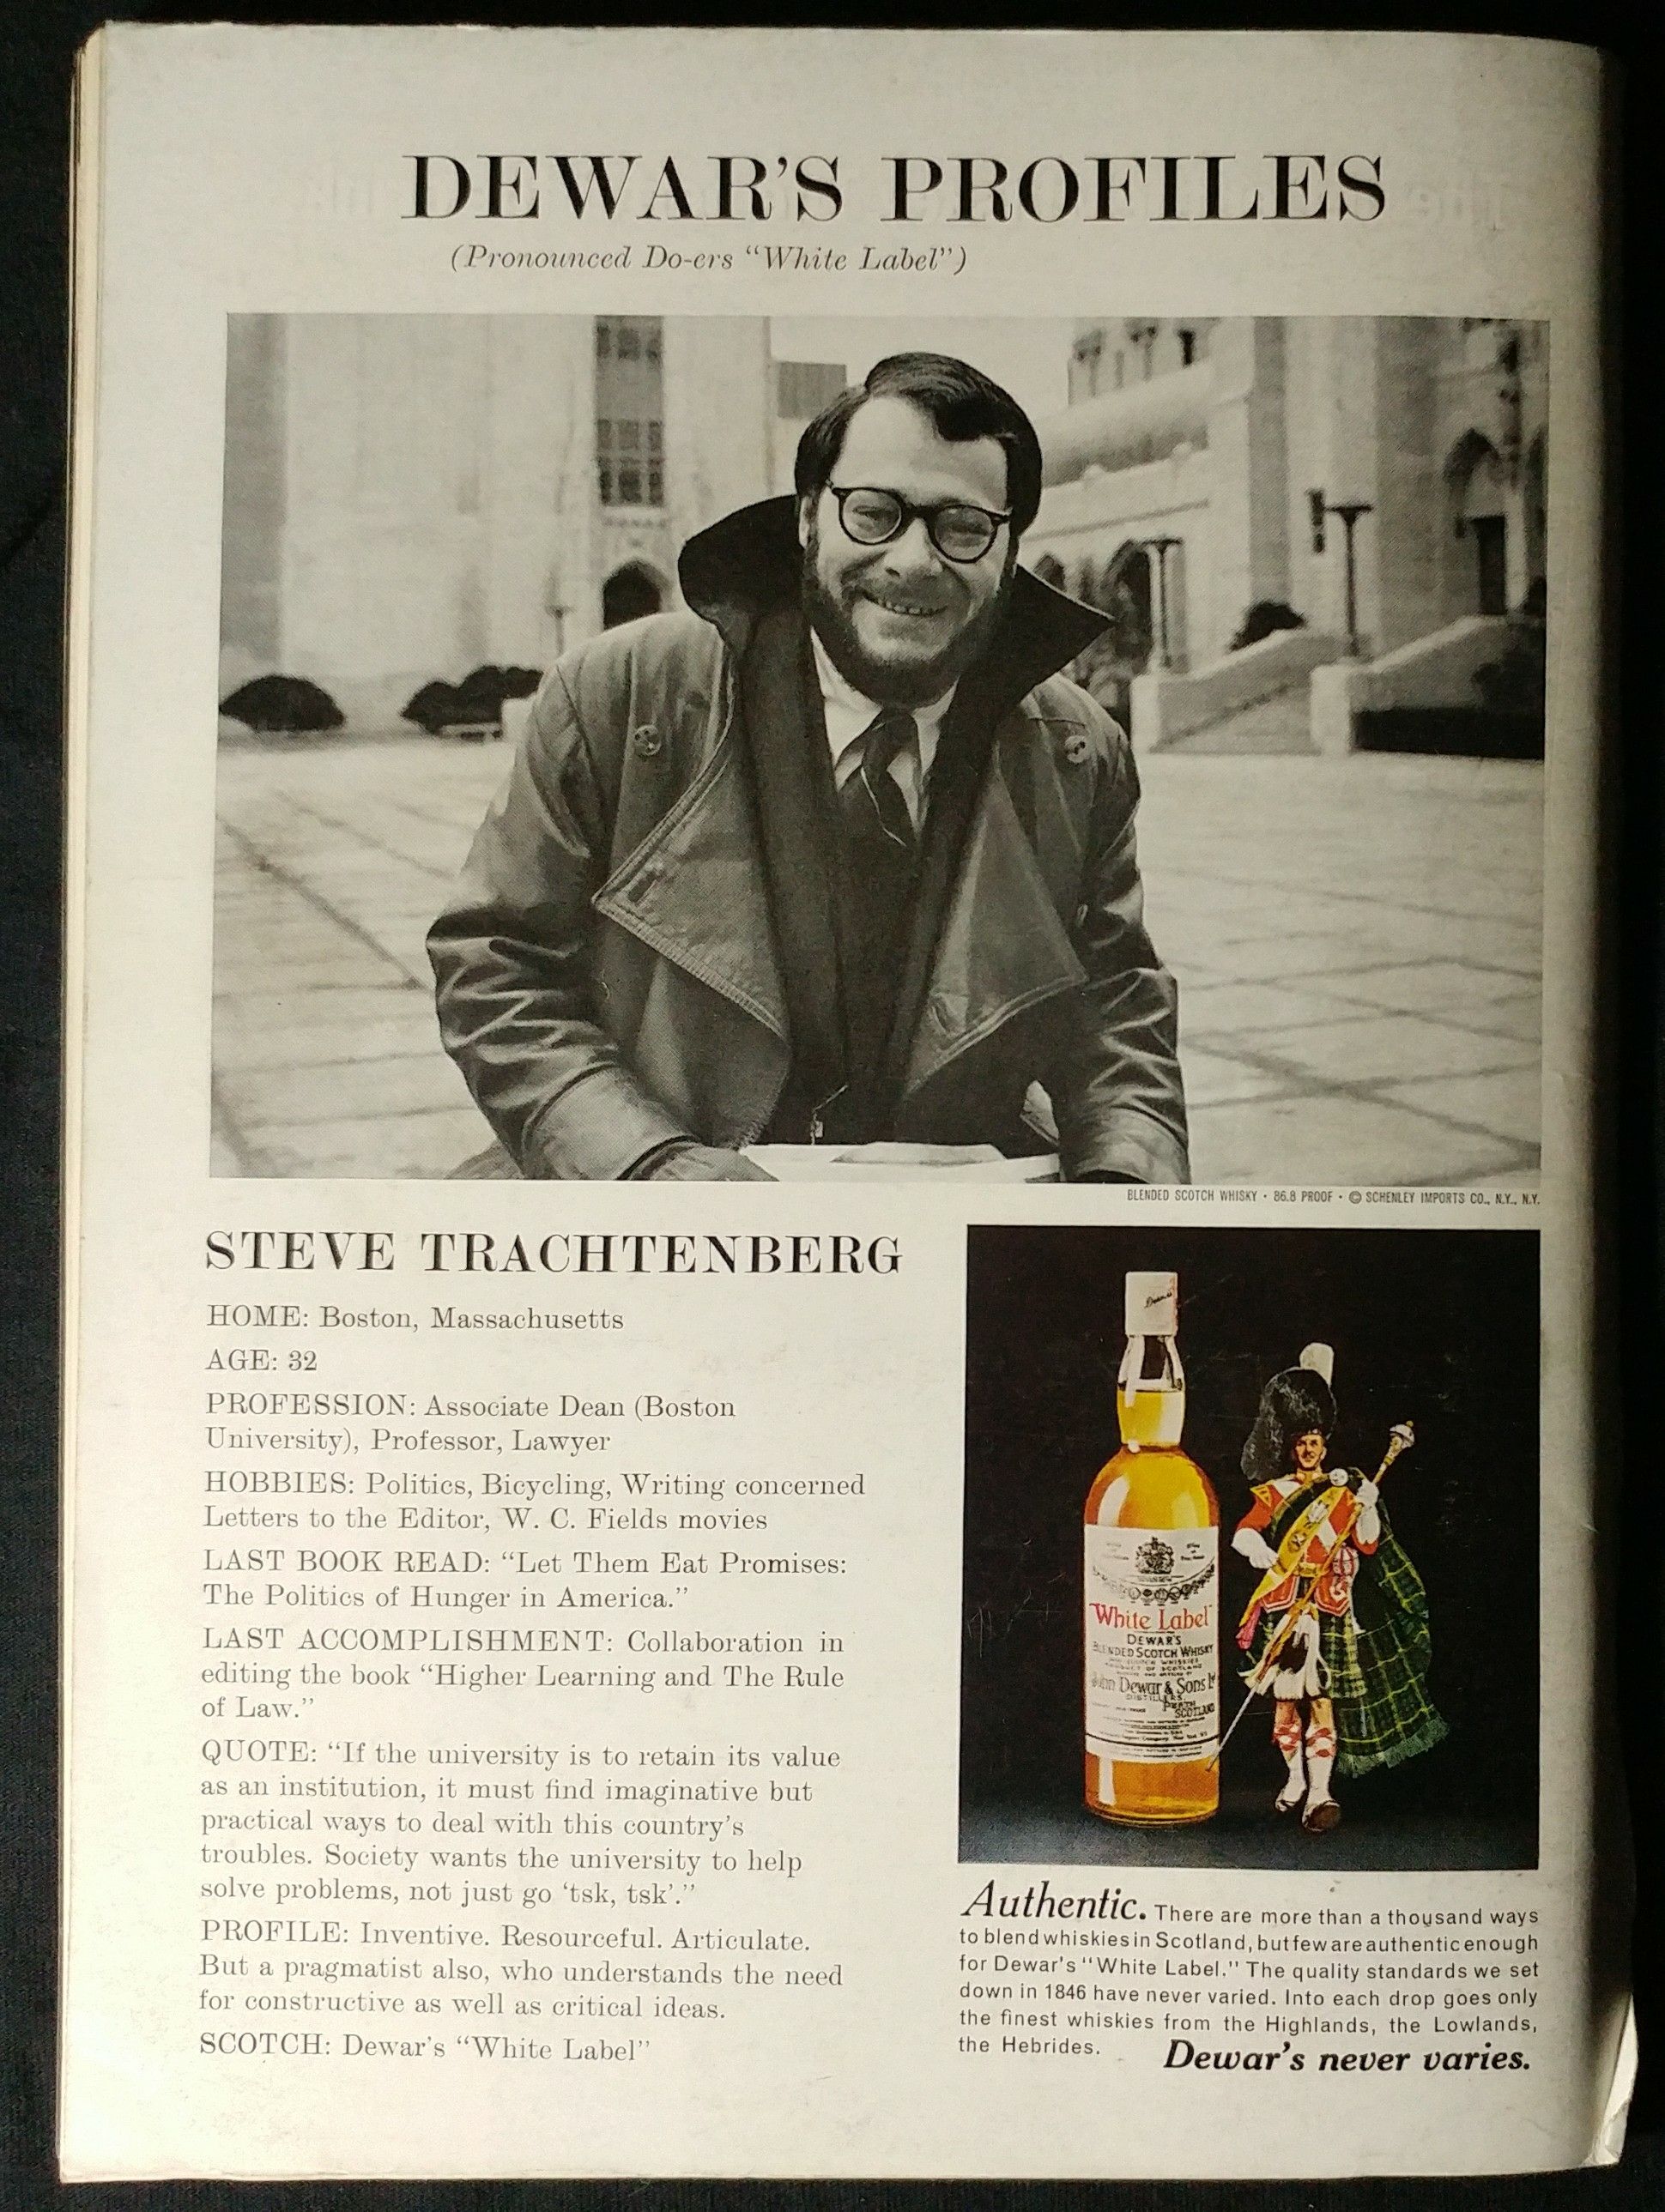 DEWAR'S PROFILES
(Pronounced Do-ers “White Label”)
BLENDED SCOTCH WHISKY • 86.8 PROOF • © SCHENLEY IMPORTS CO., N.Y., N.Y.
STEVE TRACHTENBERG
HOME: Boston, Massachusetts
AGE: 32
PROFESSION: Associate Dean (Boston
University), Professor, Lawyer
HOBBIES: Politics, Bicycling, Writing concerned
Letters to the Editor, W. C. Fields movies
LAST BOOK READ: “Let Them Eat Promises:
The Politics of Hunger in America.”
LAST ACCOMPLISHMENT: Collaboration in
editing the book “Higher Learning and The Rule
of Law.”
QUOTE: “If the university is to retain its value
as an institution, it must find imaginative but
practical ways to deal with this country's
troubles. Society wants the university to help
solve problems, not just go ‘tsk, tsk’.”
PROFILE: Inventive. Resourceful. Articulate.
But a pragmatist also, who understands the need
for constructive as well as critical ideas.
SCOTCH: Dewar's “White Label”
Dewar's
White Label
DEWAR'S
BLENDED SCOTCH WHISKY
John Dewar & Sons Ld
DISTILLERS,
PERTH
SCOTLAND
Authentic. There are more than a thousand ways
to blend whiskies in Scotland, but few are authentic enough
for Dewar's “White Label.” The quality standards we set
down in 1846 have never varied. Into each drop goes only
the finest whiskies from the Highlands, the Lowlands,
the Hebrides.
Dewar's never varies.